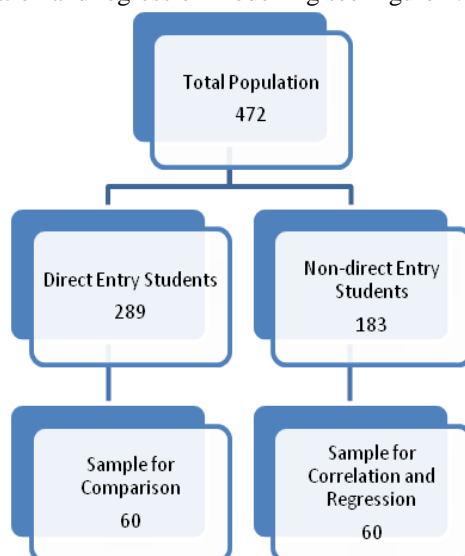 Total Population
472
Direct Entry Students
289
Non-direct Entry
Students
183
Sample for
Comparison
60
Sample for
Correlation and
Regression
60